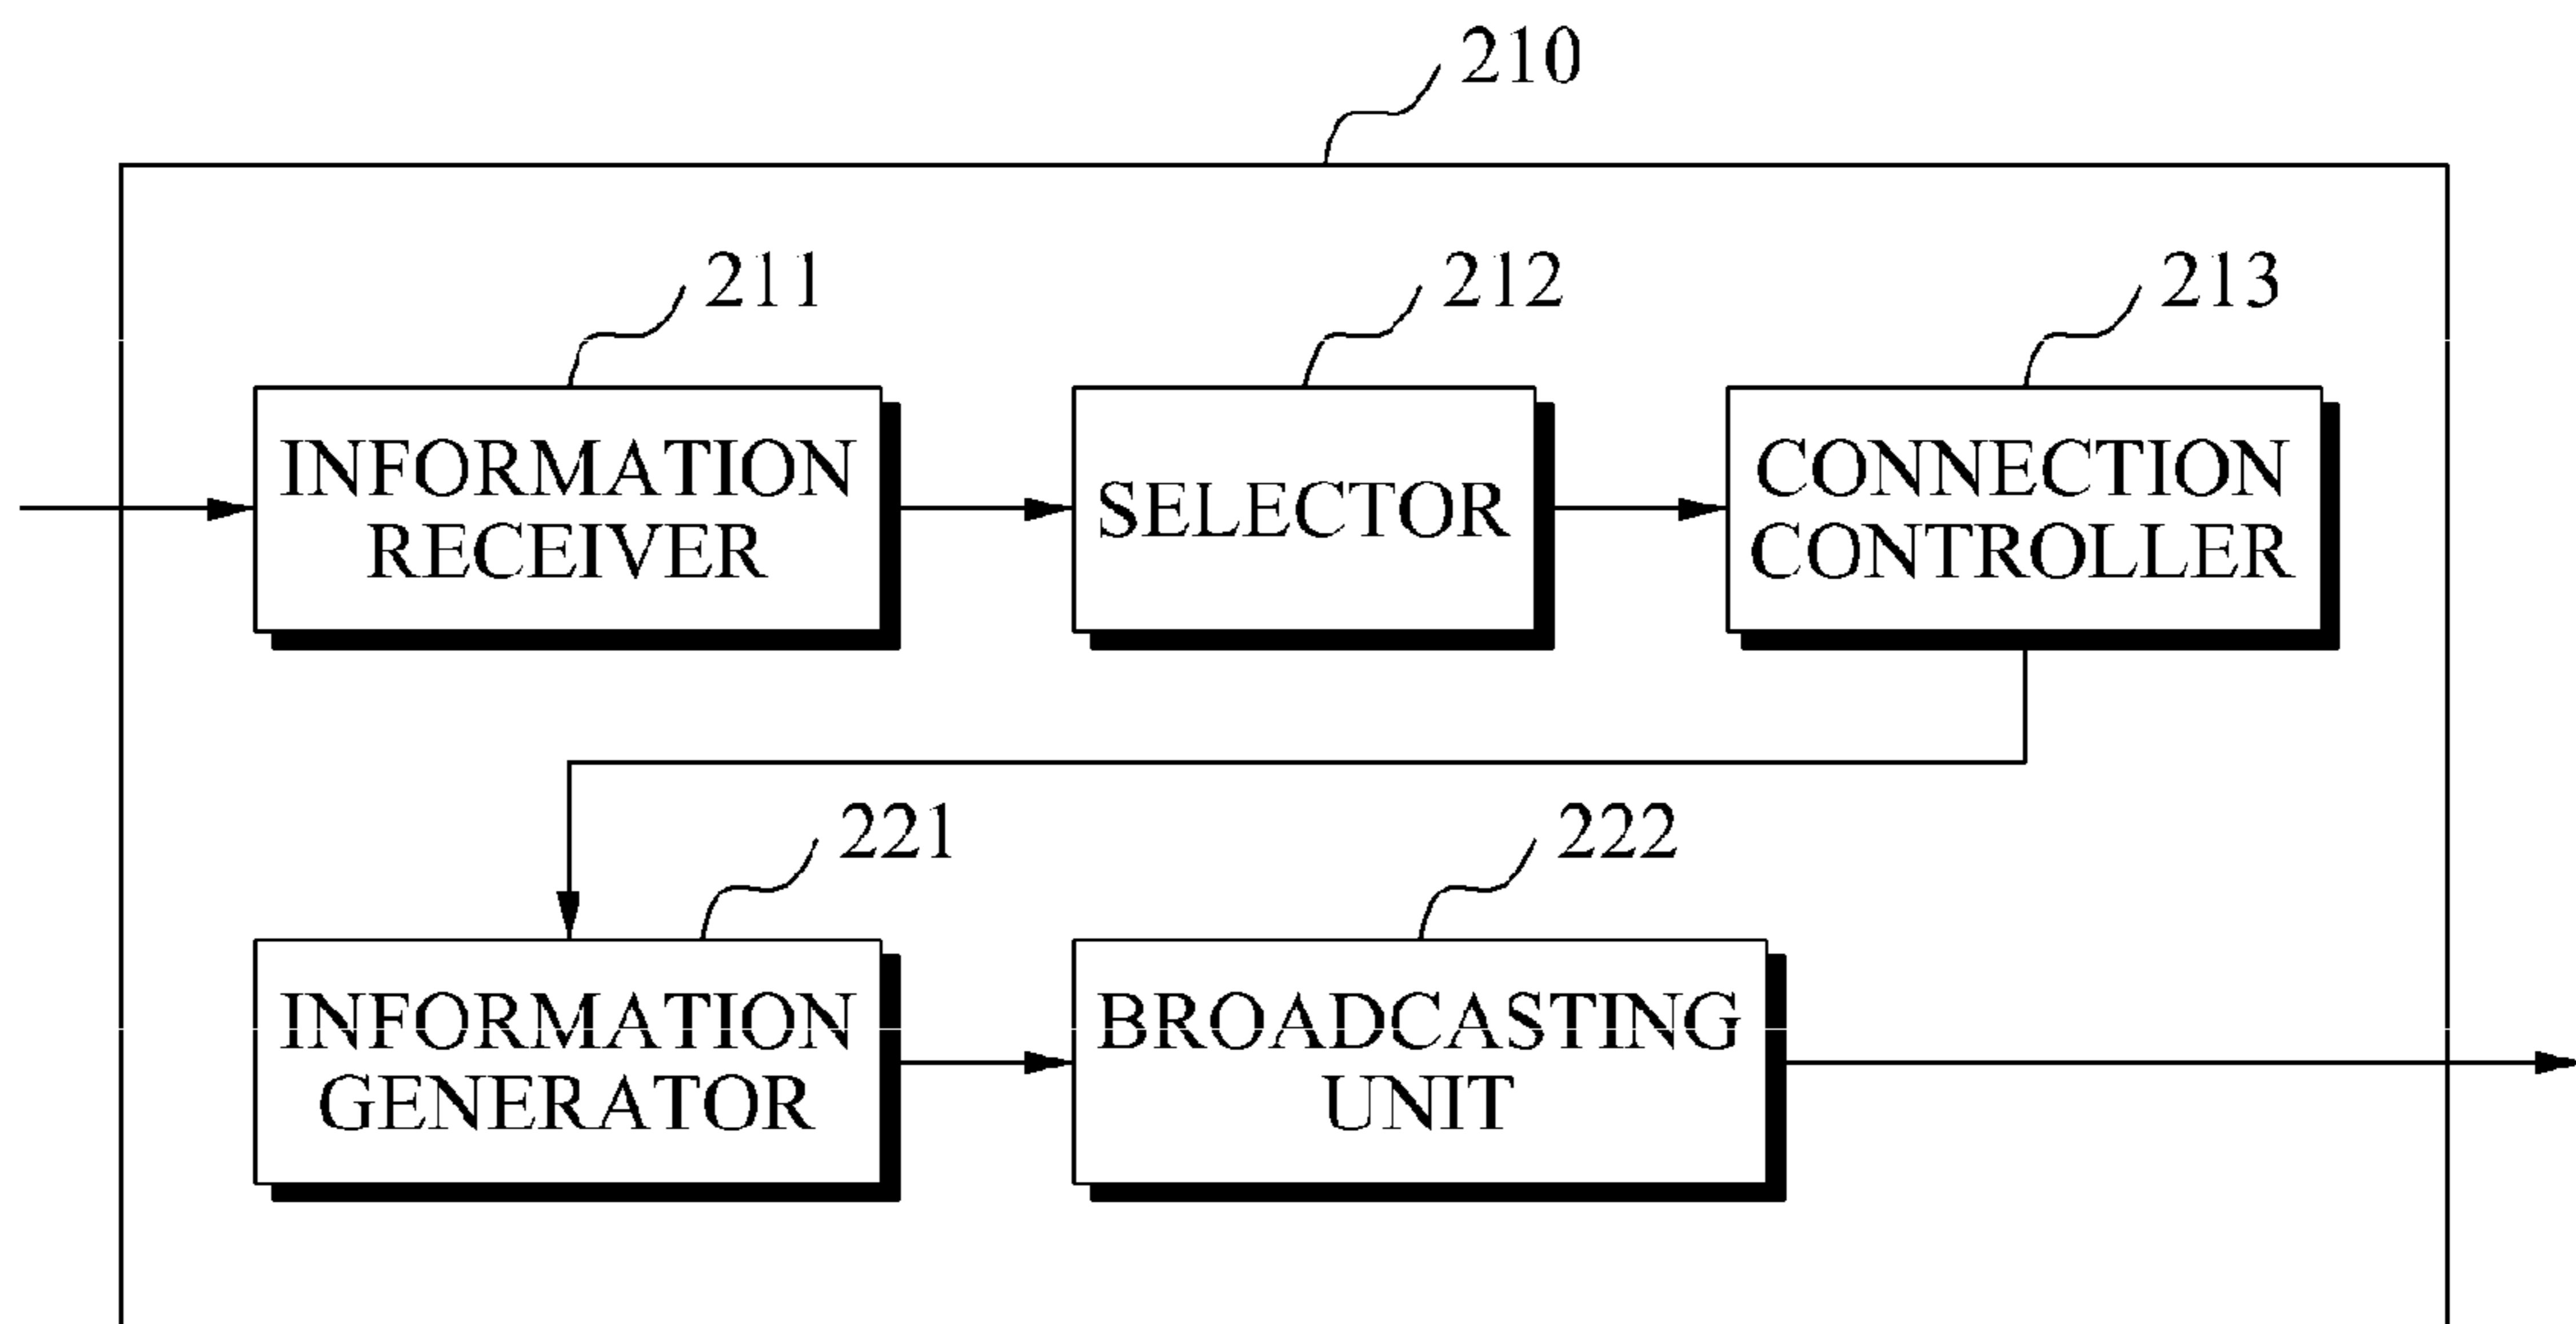 210
211
212
213
INFORMATION
RECEIVER
SELECTOR
CONNECTION
CONTROLLER
221
222
INFORMATION
GENERATOR
BROADCASTING
UNIT